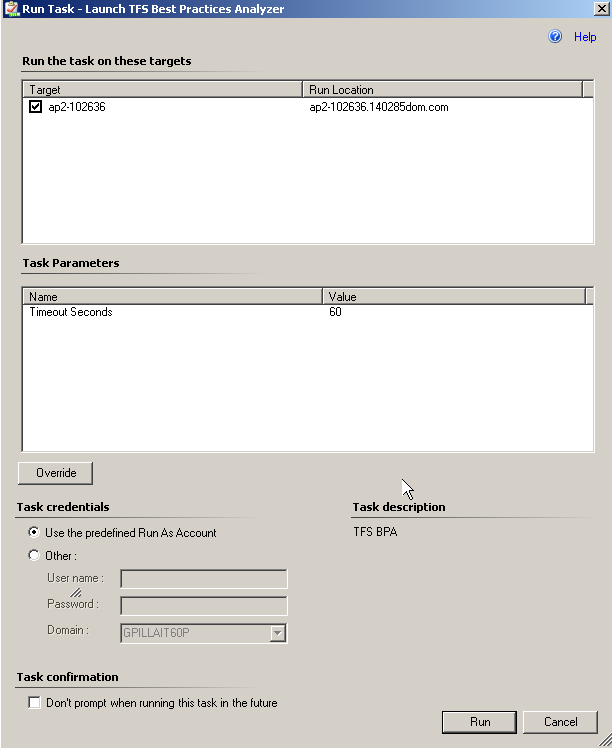 Run Task - Launch TFS Best Practices Analyzer
Help
Run the task on these targets
Target Run Location
ap2-102636 ap2-102636.140285dom.com
Task Parameters
Name Value
Timeout Seconds 60
Override
Task credentials
Use the predefined Run As Account
Other :
User name :
Password :
Domain : GPILLAIT60P
Task description
TFS BPA
Task confirmation
Don't prompt when running this task in the future
Run Cancel